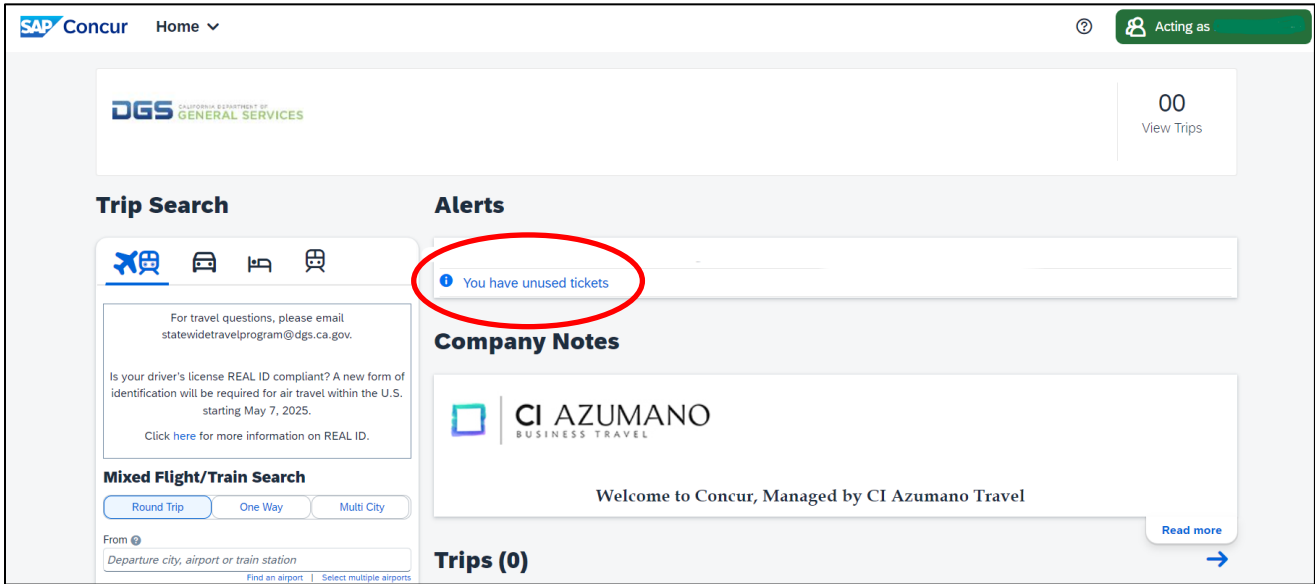 SAP Concur Home
Acting as
DGS CALIFORNIA DEPARTMENT OF
GENERAL SERVICES
00
View Trips
Trip Search
Alerts
You have unused tickets
For travel questions, please email
statewidetravelprogram@dgs.ca.gov.
Is your driver's license REAL ID compliant? A new form of
identification will be required for air travel within the U.S.
starting May 7, 2025.
Click here for more information on REAL ID.
Mixed Flight/Train Search
Round Trip One Way Multi City
From
Departure city, airport or train station
Find an airport | Select multiple airports
Company Notes
CI AZUMANO
BUSINESS TRAVEL
Welcome to Concur, Managed by CI Azumano Travel
Read more
Trips (0)